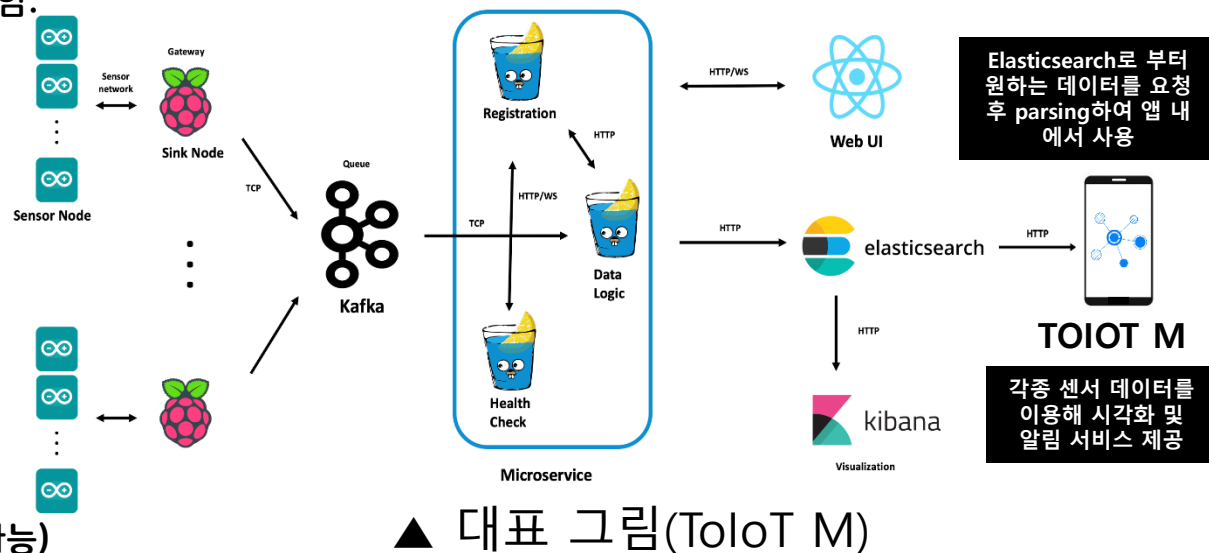 임.
Gateway
Sensor
network
Sink Node
Sensor Node
TCP
Queue
Kafka
TCP
Registration
HTTP
HTTP/WS
Data
Logic
Health
Check
Microservice
HTTP/WS
Web UI
HTTP
elasticsearch
HTTP
HTTP
kibana
Visualization
Elasticsearch로 부터
원하는 데이터를 요청
후 parsing하여 앱 내
에서 사용
TOIOT M
각종 센서 데이터를
이용해 시각화 및
알림 서비스 제공
▲ 대표 그림(ToIoT M)
능)